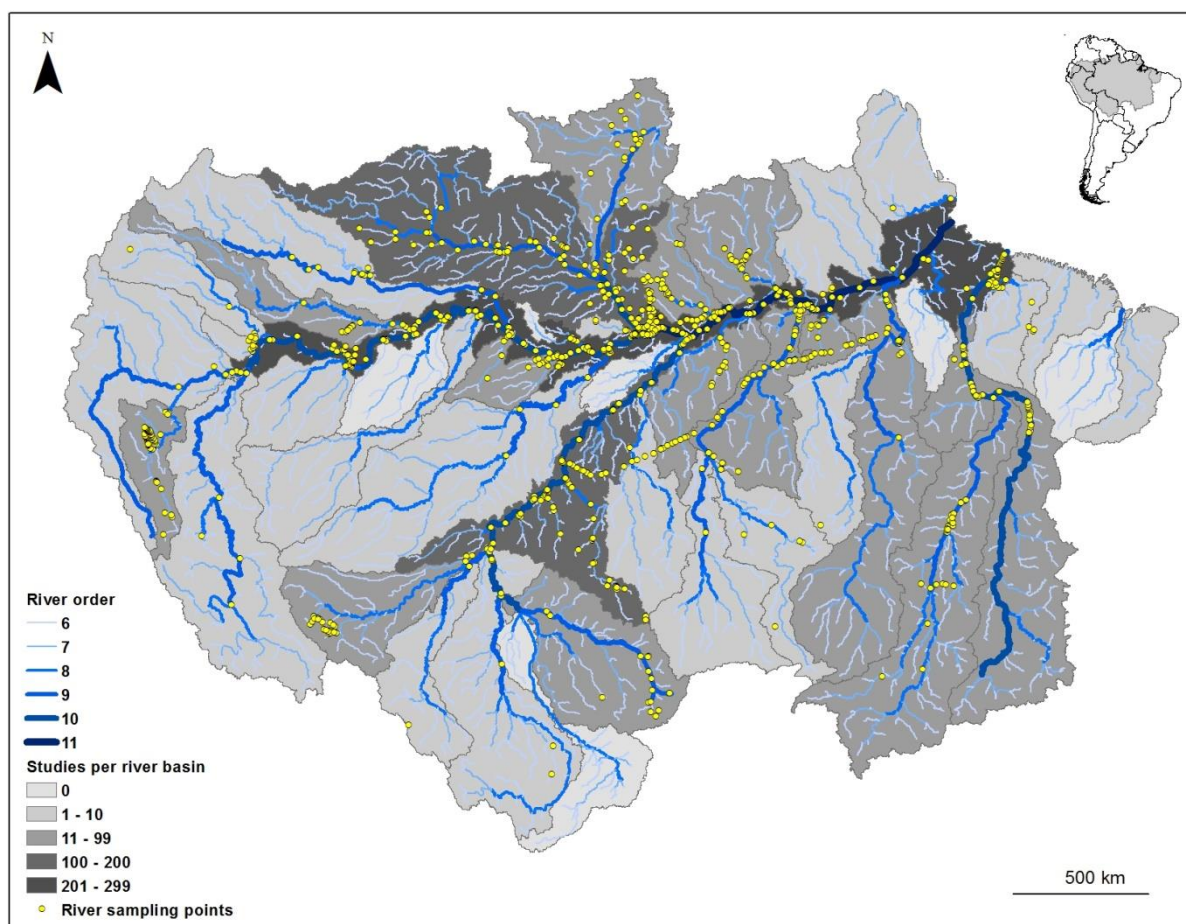 N
River order
6
7
8
9
10
11
Studies per river basin
0
1 - 10
11 - 99
100 - 200
201 - 299
River sampling points
500 km